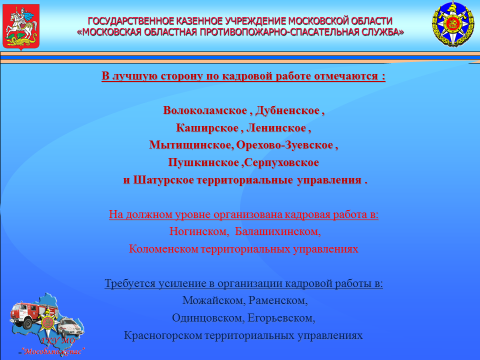 ГОСУДАРСТВЕННОЕ КАЗЕННОЕ УЧРЕЖДЕНИЕ МОСКОВСКОЙ ОБЛАСТИ
«МОСКОВСКАЯ ОБЛАСТНАЯ ПРОТИВОПОЖАРНО-СПАСАТЕЛЬНАЯ СЛУЖБА»
В лучшую сторону по кадровой работе отмечаются :
Волоколамское , Дубненское ,
Каширское , Ленинское ,
Мытищинское, Орехово-Зуевское ,
Пушкинское ,Серпуховское
и Шатурское территориальные управления .
На должном уровне организована кадровая работа в:
Ногинском, Балашихинском,
Коломенском территориальных управлениях
Требуется усиление в организации кадровой работы в:
Можайском, Раменском,
Одинцовском, Егорьевском,
Красногорском территориальных управлениях